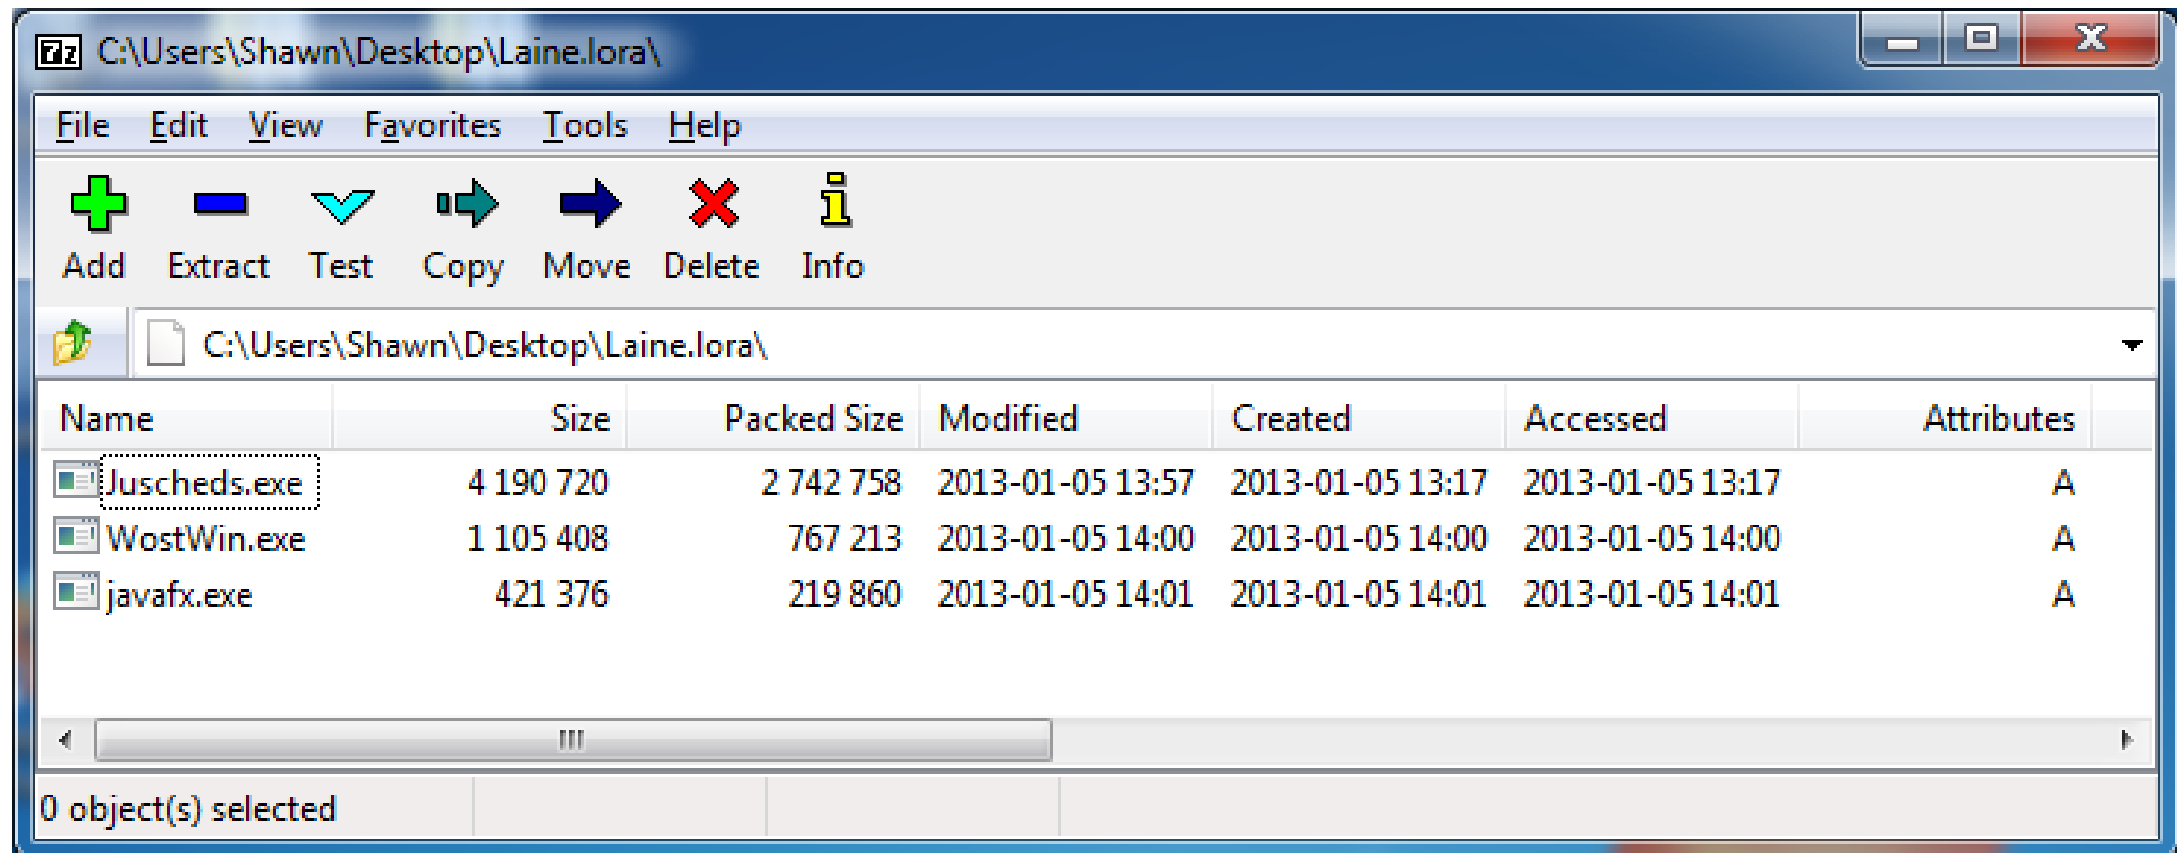 C:\Users\Shawn\Desktop\Laine.lora\
File Edit View Favorites Tools Help
Add Extract Test Copy Move Delete Info
C:\Users\Shawn\Desktop\Laine.lora\
Name Size Packed Size Modified Created Accessed Attributes
Juscheds.exe 4 190 720 2 742 758 2013-01-05 13:57 2013-01-05 13:17 2013-01-05 13:17 A
WostWin.exe 1 105 408 767 213 2013-01-05 14:00 2013-01-05 14:00 2013-01-05 14:00 A
javafx.exe 421 376 219 860 2013-01-05 14:01 2013-01-05 14:01 2013-01-05 14:01 A
0 object(s) selected